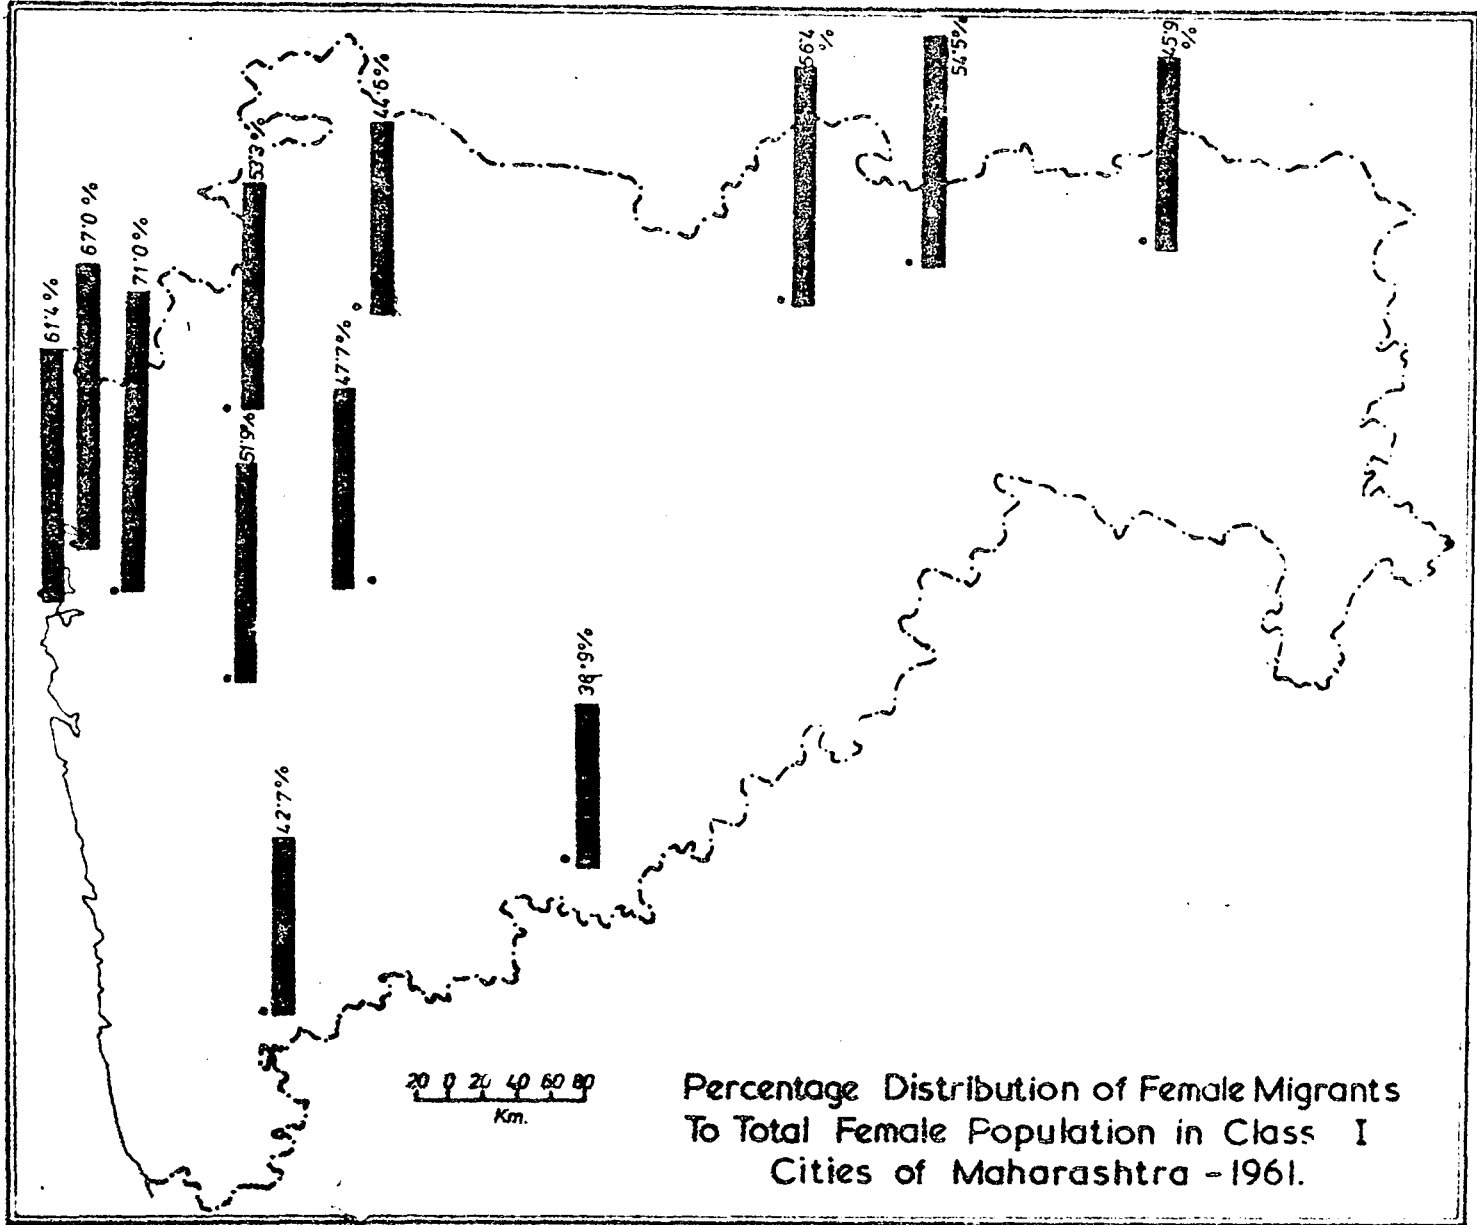 56.4
%
54.5%
45.9
%
44.6%
53.3%
67.0 %
71.0%
61.4%
47.7%
51.9%
38.9%
42.7%
20 0 20 40 60 80
Km.
Percentage Distribution of Female Migrants
To Total Female Population in Class I
Cities of Maharashtra - 1961.